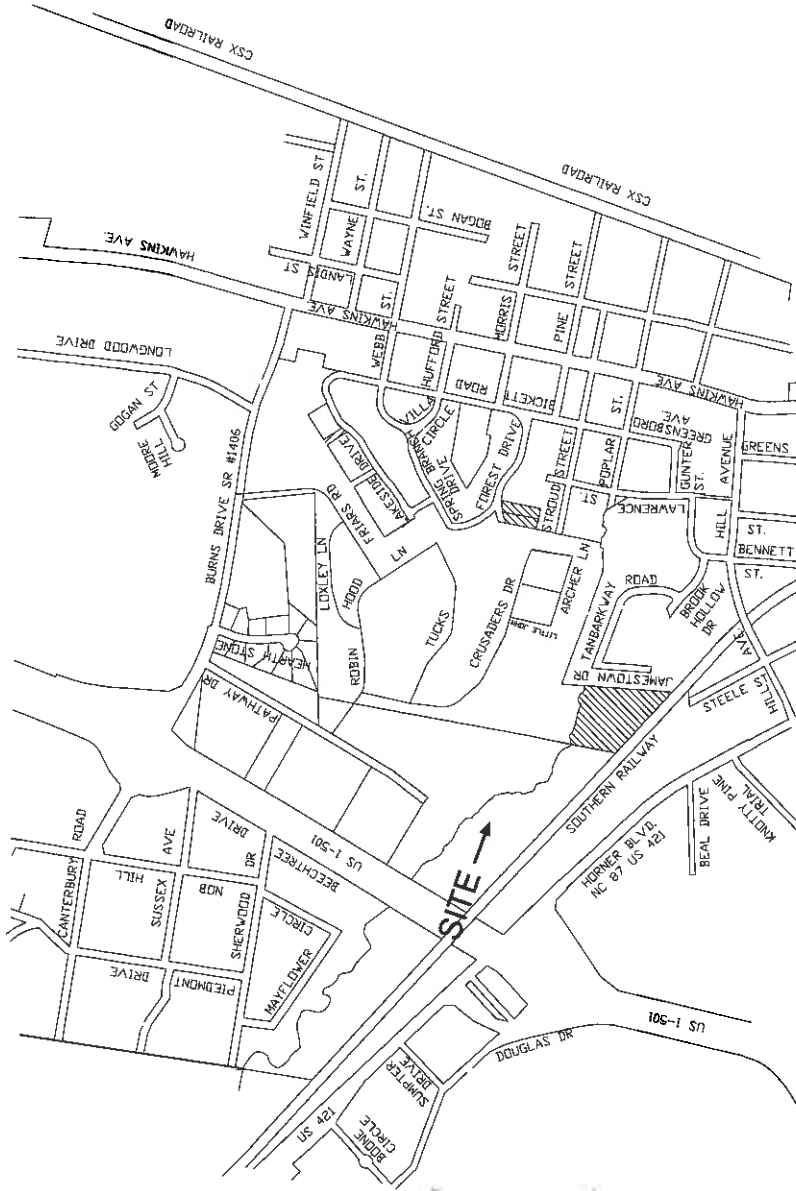 CSX RAILROAD
CSX RAILROAD
WINFIELD ST
WAYNE ST.
BOGAN ST.
LANDIS ST
HAWKINS AVE.
HAWKINS AVE.
HAWKINS AVE
LONGWOOD DRIVE
GOGAN ST
MOORE HILL
BURNS DRIVE SR #1406
WEBB ST.
HUFFORD STREET
MORRIS STREET
PINE STREET
BICKETT ROAD
VILLA CIRCLE
SPRING BRANCH DRIVE
LAKESIDE DRIVE
FOREST DRIVE
STROUD STREET
POPLAR ST.
GREENSBORO AVE.
GUNTER ST.
GREENS
HILL AVENUE
LAWRENCE ST.
BENNETT ST.
ST.
FRIARS RD
LOXLEY LN
ROBIN HOOD LN
TUCKS
CRUSADERS DR
LITTLE JOHN
ARCHER LN
TANBARKWAY ROAD
BROOK HOLLOW DR
JAMESTOWN DR
HEARTH STONE
PATHWAY DR
STEELE ST
HILLS AVE.
SOUTHERN RAILWAY
SITE
US 1-501
BEECHTREE DRIVE
CANTERBURY ROAD
SUSSEX AVE
NOB HILL
SHERWOOD DR
MAYFLOWER CIRCLE
PIEDMONT DRIVE
HORNER BLVD.
NC 87 US 421
BEAL DRIVE
KNOTTY PINE TRIAL
US 1-501
DOUGLAS DR
SUMPTER DRIVE
BOONE CIRCLE
US 421